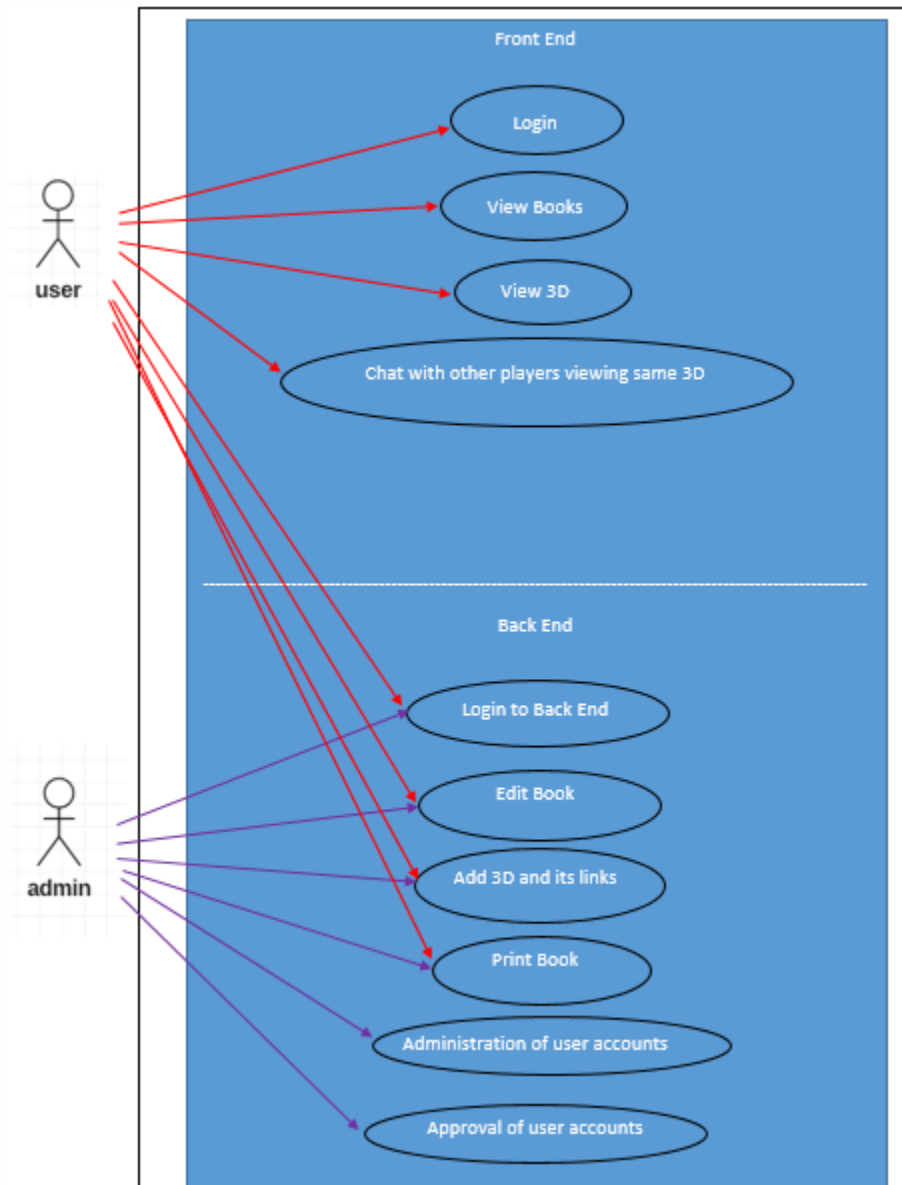 Front End
Login
View Books
View 3D
user
Chat with other players viewing same 3D
Back End
Login to Back End
Edit Book
admin
Add 3D and its links
Print Book
Administration of user accounts
Approval of user accounts